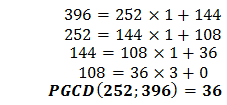 396 = 252 × 1 + 144
252 = 144 × 1 + 108
144 = 108 × 1 + 36
108 = 36 × 3 + 0
PGCD(252; 396) = 36